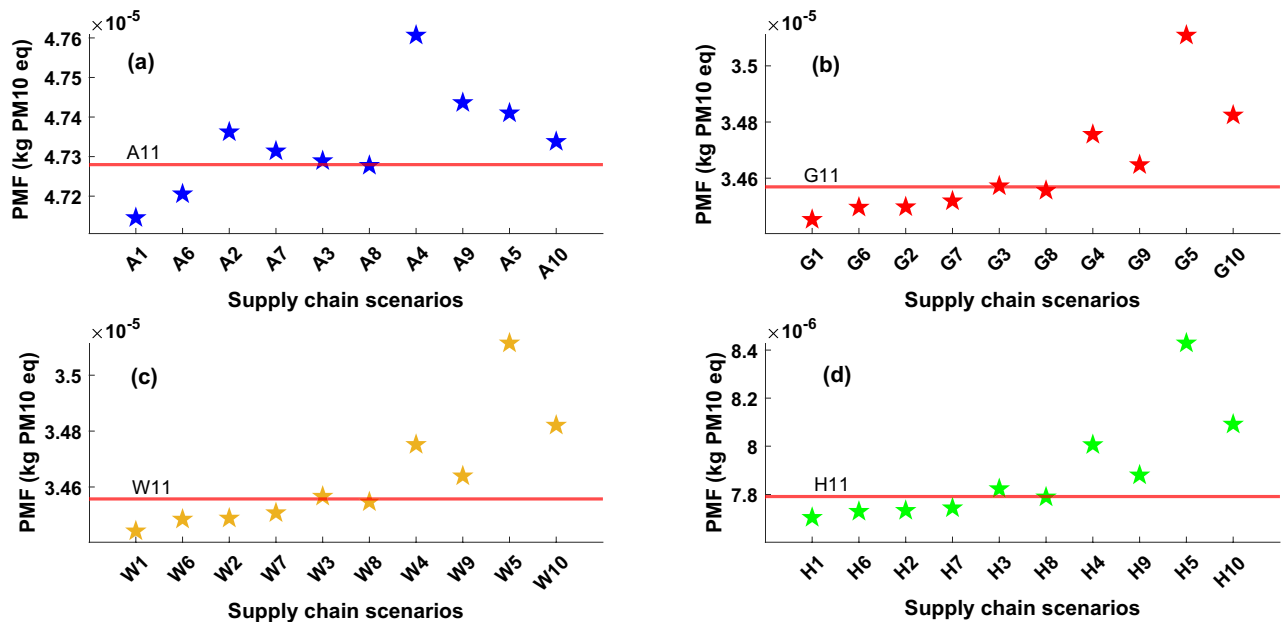 ×10⁻⁵
PMF (kg PM10 eq)
4.76
4.75
4.74
4.73
4.72
(a)
A11
A1 A6 A2 A7 A3 A8 A4 A9 A5 A10
Supply chain scenarios
×10⁻⁵
PMF (kg PM10 eq)
3.5
3.48
3.46
(b)
G11
G1 G6 G2 G7 G3 G8 G4 G9 G5 G10
Supply chain scenarios
×10⁻⁵
PMF (kg PM10 eq)
3.5
3.48
3.46
(c)
W11
W1 W6 W2 W7 W3 W8 W4 W9 W5 W10
Supply chain scenarios
×10⁻⁶
PMF (kg PM10 eq)
8.4
8.2
8
7.8
(d)
H11
H1 H6 H2 H7 H3 H8 H4 H9 H5 H10
Supply chain scenarios